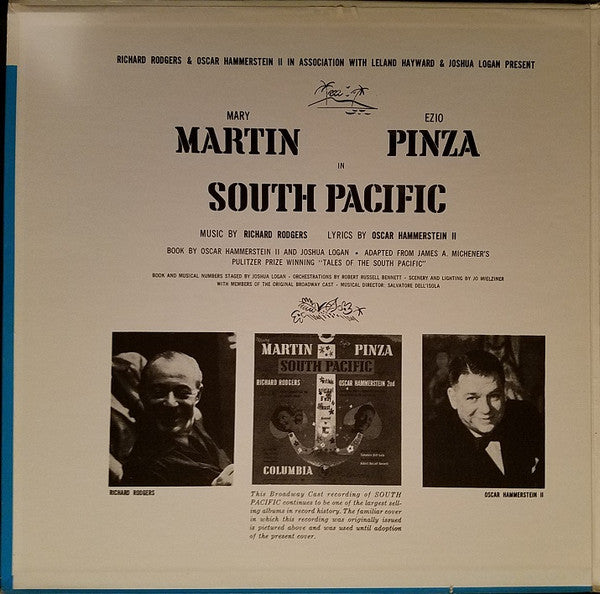 RICHARD RODGERS & OSCAR HAMMERSTEIN II IN ASSOCIATION WITH LELAND HAYWARD & JOSHUA LOGAN PRESENT
MARY EZIO
MARTIN PINZA
IN
SOUTH PACIFIC
MUSIC BY RICHARD RODGERS LYRICS BY OSCAR HAMMERSTEIN II
BOOK BY OSCAR HAMMERSTEIN II AND JOSHUA LOGAN • ADAPTED FROM JAMES A. MICHENER'S
PULITZER PRIZE WINNING "TALES OF THE SOUTH PACIFIC"
BOOK AND MUSICAL NUMBERS STAGED BY JOSHUA LOGAN • ORCHESTRATIONS BY ROBERT RUSSELL BENNETT • SCENERY AND LIGHTING BY JO MIELZINER
WITH MEMBERS OF THE ORIGINAL BROADWAY CAST • MUSICAL DIRECTOR: SALVATORE DELL'ISOLA
MARTIN PINZA
SOUTH PACIFIC
RICHARD RODGERS OSCAR HAMMERSTEIN 2nd
COLUMBIA
RICHARD RODGERS
OSCAR HAMMERSTEIN II
This Broadway Cast recording of SOUTH
PACIFIC continues to be one of the largest sell-
ing albums in record history. The familiar cover
in which this recording was originally issued
is pictured above and was used until adoption
of the present cover.